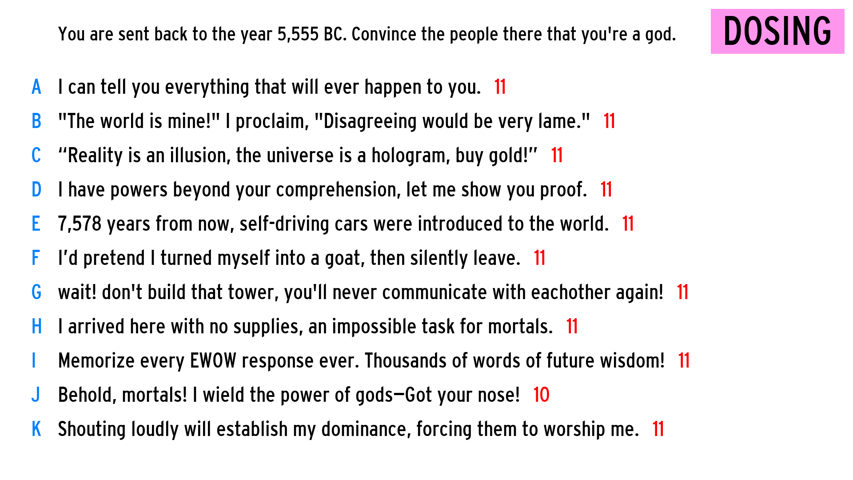 You are sent back to the year 5,555 BC. Convince the people there that you're a god.
DOSING
A I can tell you everything that will ever happen to you. 11
B "The world is mine!" I proclaim, "Disagreeing would be very lame." 11
C “Reality is an illusion, the universe is a hologram, buy gold!” 11
D I have powers beyond your comprehension, let me show you proof. 11
E 7,578 years from now, self-driving cars were introduced to the world. 11
F I’d pretend I turned myself into a goat, then silently leave. 11
G wait! don't build that tower, you'll never communicate with eachother again! 11
H I arrived here with no supplies, an impossible task for mortals. 11
I Memorize every EWOW response ever. Thousands of words of future wisdom! 11
J Behold, mortals! I wield the power of gods—Got your nose! 10
K Shouting loudly will establish my dominance, forcing them to worship me. 11